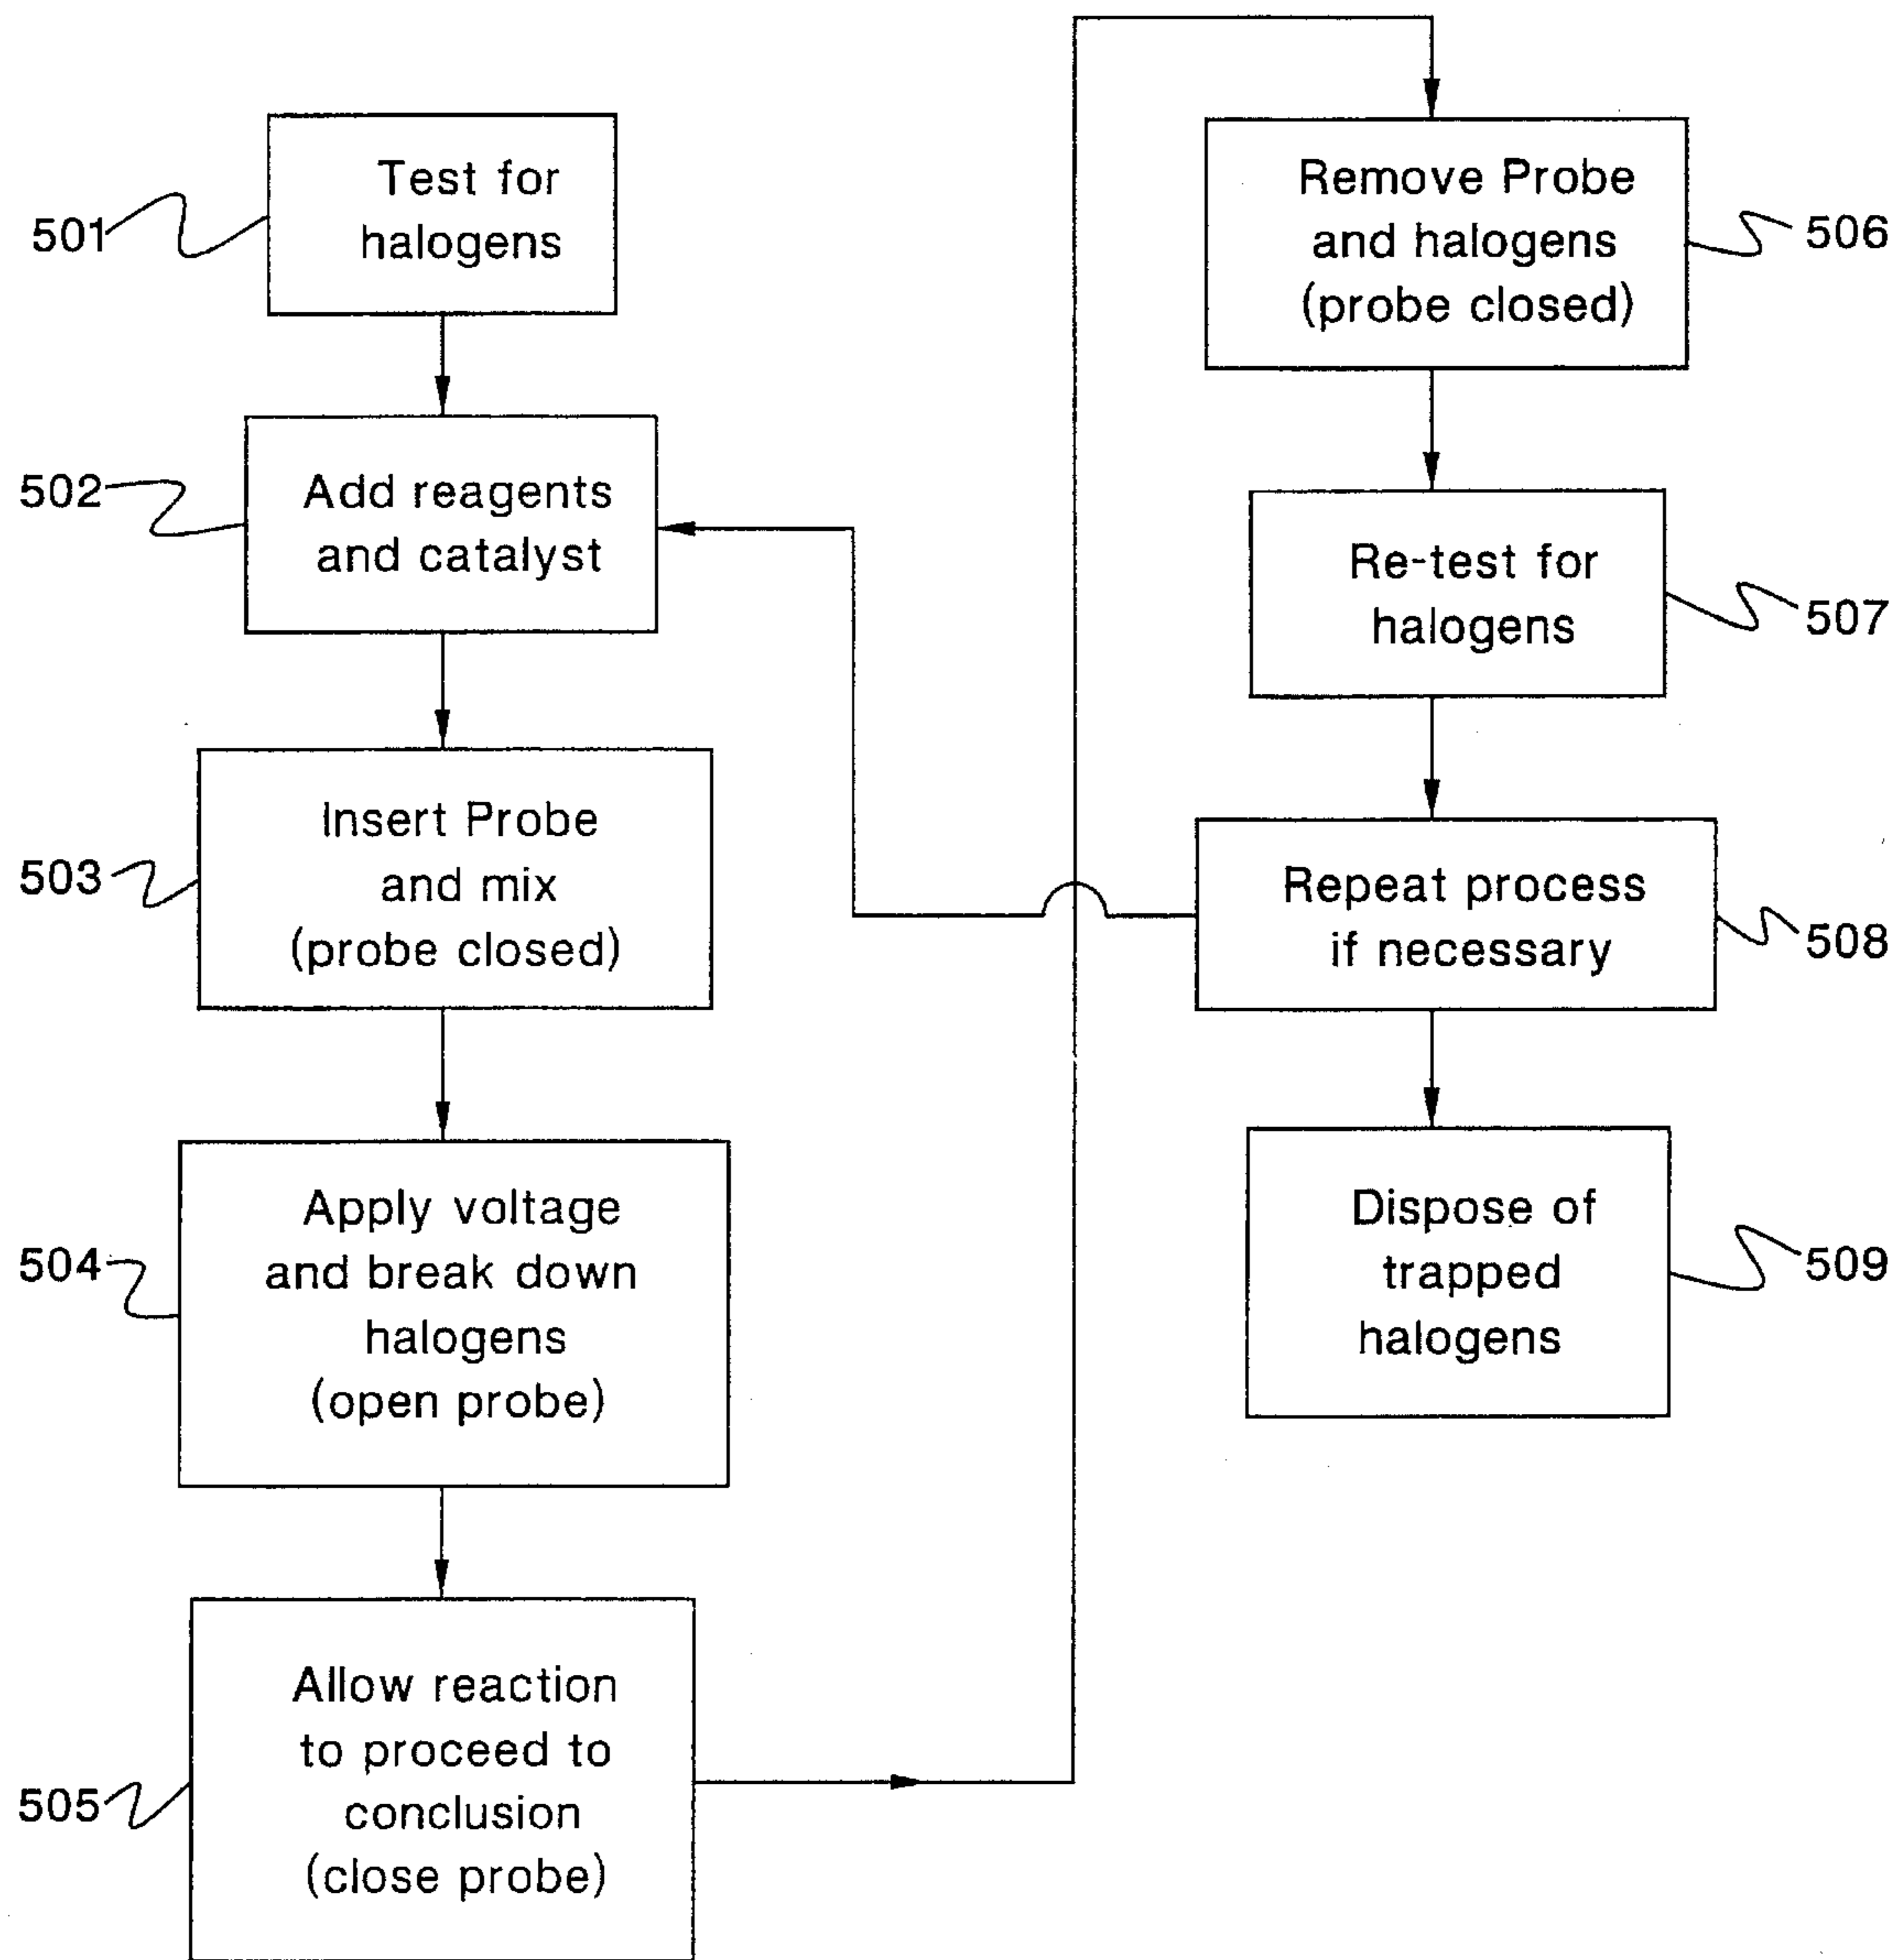 501
Test for
halogens
502
Add reagents
and catalyst
503
Insert Probe
and mix
(probe closed)
504
Apply voltage
and break down
halogens
(open probe)
505
Allow reaction
to proceed to
conclusion
(close probe)
Remove Probe
and halogens
(probe closed)
506
Re-test for
halogens
507
Repeat process
if necessary
508
Dispose of
trapped
halogens
509